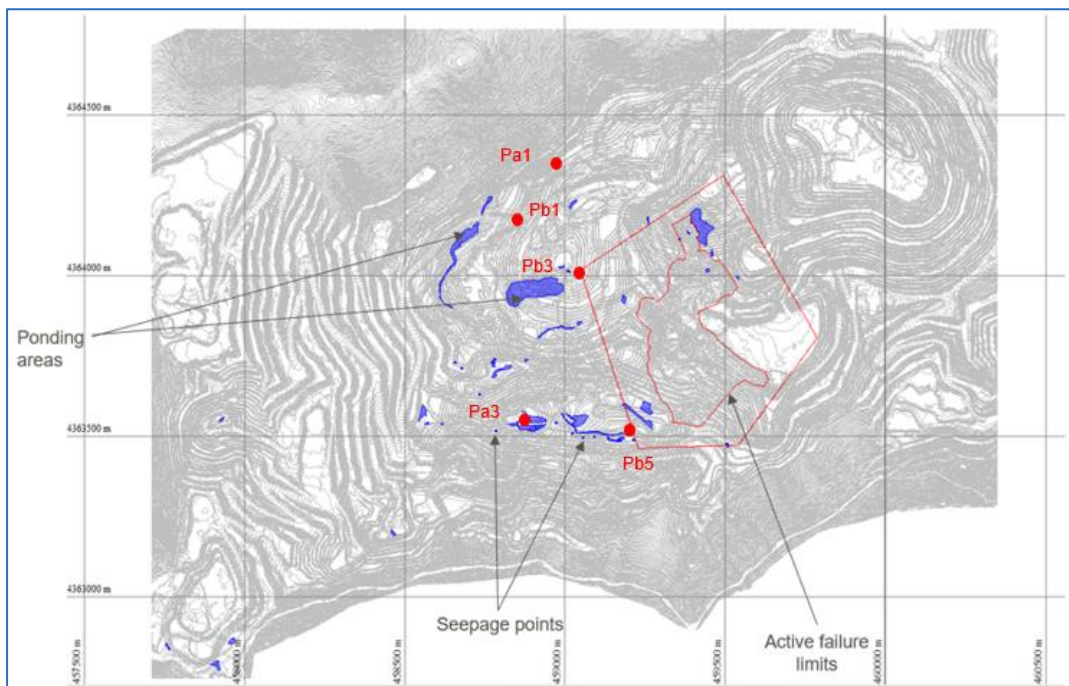 4364500 m
Pa1
Pb1
Pb3
4364000 m
Ponding
areas
Pa3
4363500 m
Pb5
4363000 m
Seepage points
Active failure
limits
457500 m
458000 m
458500 m
459000 m
459500 m
460000 m
460500 m